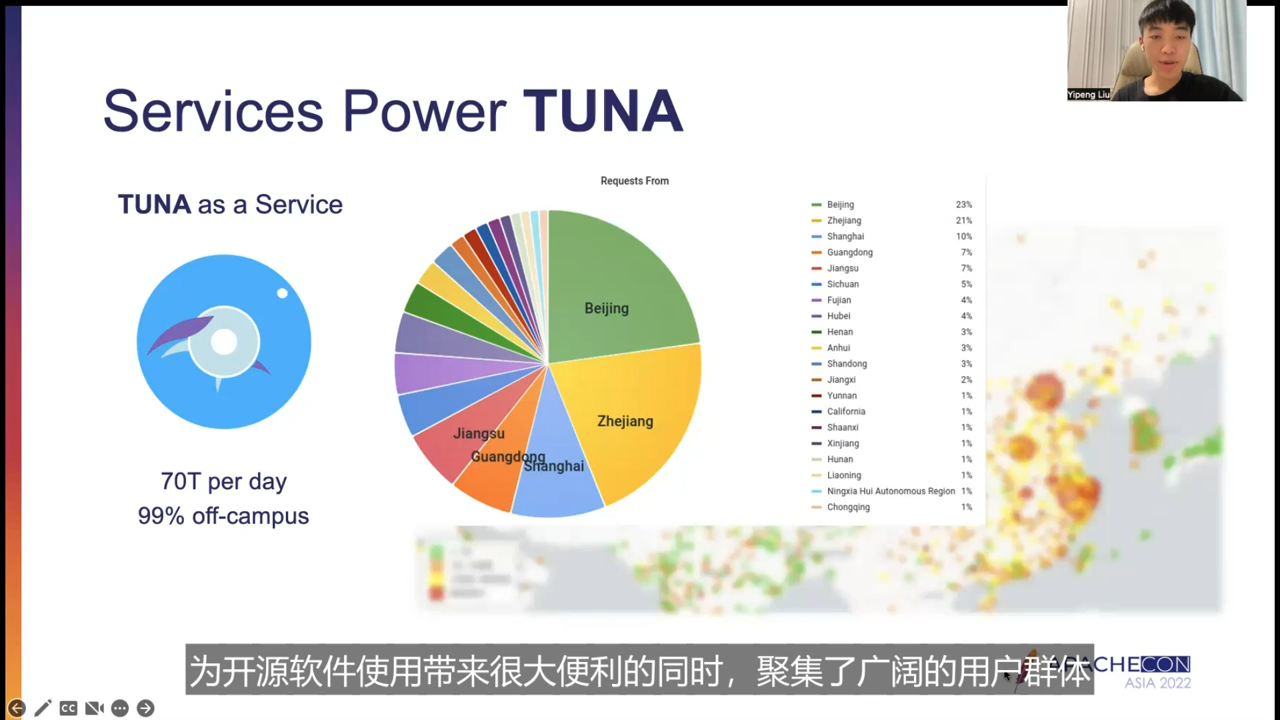 Yipeng Liu
Services Power TUNA
TUNA as a Service
70T per day
99% off-campus
Requests From
Beijing
Zhejiang
Shanghai
Guangdong
Jiangsu
Beijing 23%
Zhejiang 21%
Shanghai 10%
Guangdong 7%
Jiangsu 7%
Sichuan 5%
Fujian 4%
Hubei 4%
Henan 3%
Anhui 3%
Shandong 3%
Jiangxi 2%
Yunnan 1%
California 1%
Shaanxi 1%
Xinjiang 1%
Hunan 1%
Liaoning 1%
Ningxia Hui Autonomous Region 1%
Chongqing 1%
为开源软件使用带来很大便利的同时，聚集了广阔的用户群体
APACHECON
ASIA 2022
CC